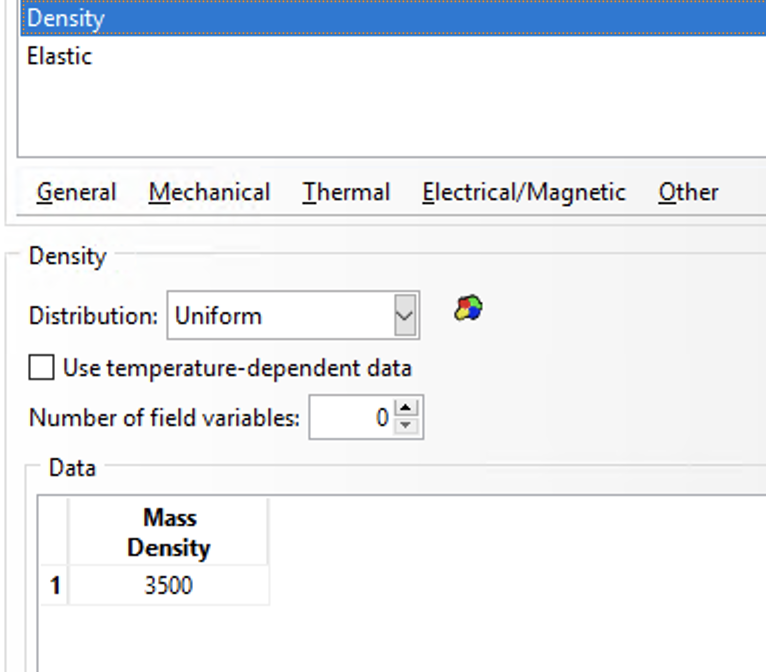 Density
Elastic
General Mechanical Thermal Electrical/Magnetic Other
Density
Distribution: Uniform
Use temperature-dependent data
Number of field variables: 0
Data
Mass
Density
1 3500